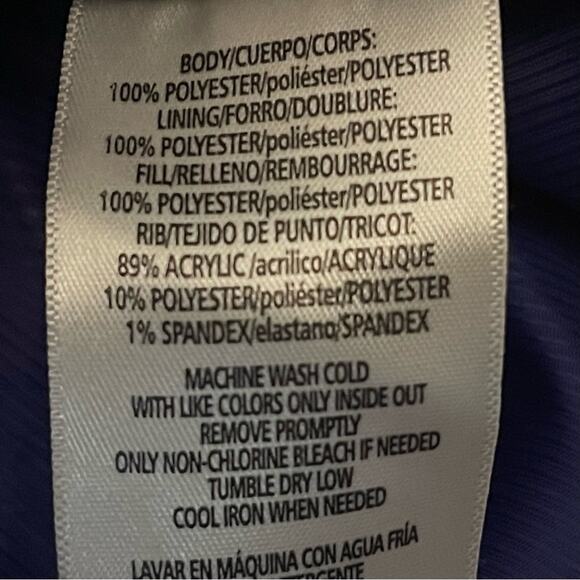 BODY/CUERPO/CORPS:
100% POLYESTER/poliéster/POLYESTER
LINING/FORRO/DOUBLURE:
100% POLYESTER/poliéster/POLYESTER
FILL/RELLENO/REMBOURRAGE:
100% POLYESTER/poliéster/POLYESTER
RIB/TEJIDO DE PUNTO/TRICOT:
89% ACRYLIC /acrilico/ACRYLIQUE
10% POLYESTER/poliéster/POLYESTER
1% SPANDEX/elastano/SPANDEX
MACHINE WASH COLD
WITH LIKE COLORS ONLY INSIDE OUT
REMOVE PROMPTLY
ONLY NON-CHLORINE BLEACH IF NEEDED
TUMBLE DRY LOW
COOL IRON WHEN NEEDED
LAVAR EN MÁQUINA CON AGUA FRÍA